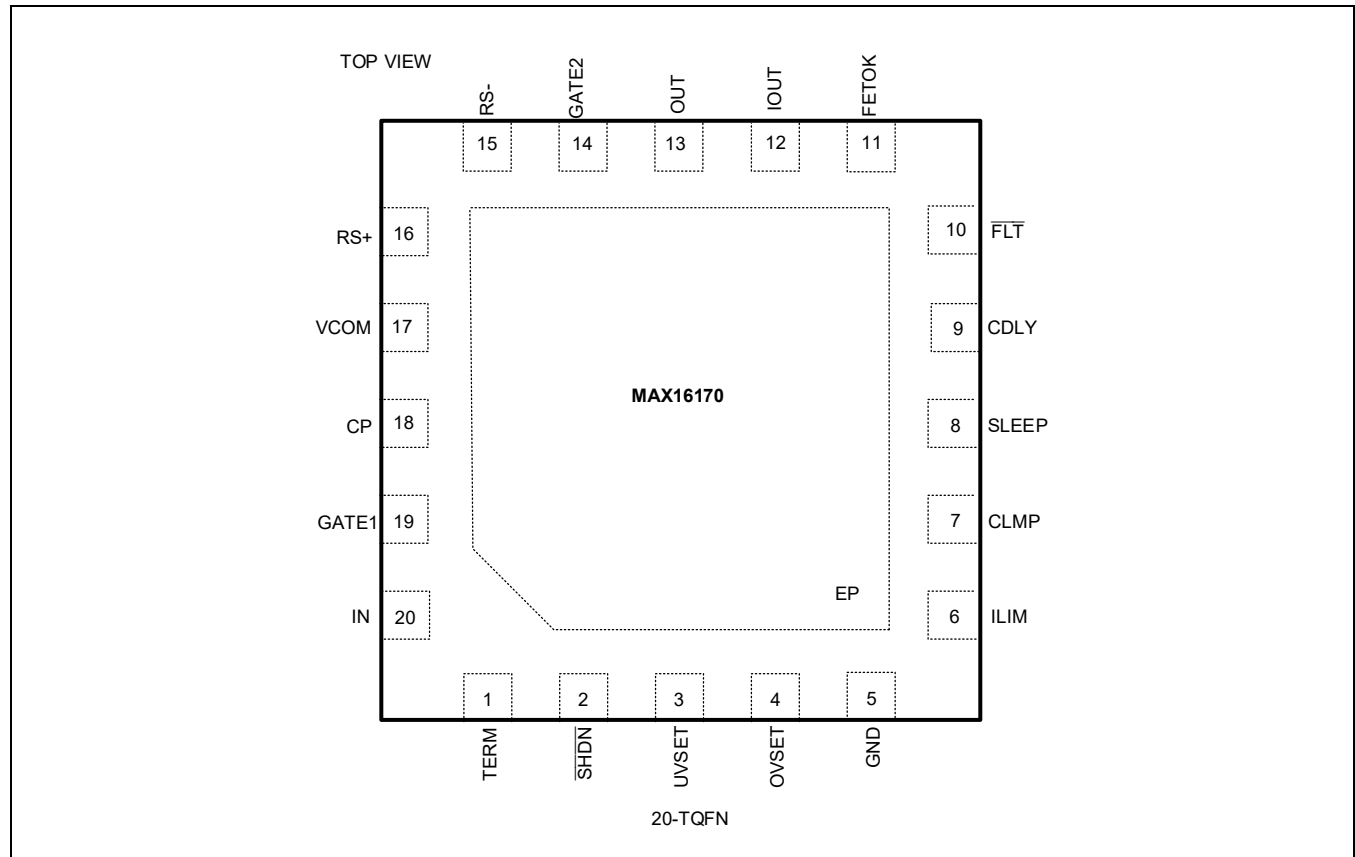 TOP VIEW
RS-
GATE2
OUT
IOUT
FETOK
15
14
13
12
11
RS+ 16
10 F̅L̅T̅
VCOM 17
9 CDLY
MAX16170
CP 18
8 SLEEP
GATE1 19
7 CLMP
EP
IN 20
6 ILIM
1
2
3
4
5
TERM
S̅H̅D̅N̅
UVSET
OVSET
GND
20-TQFN